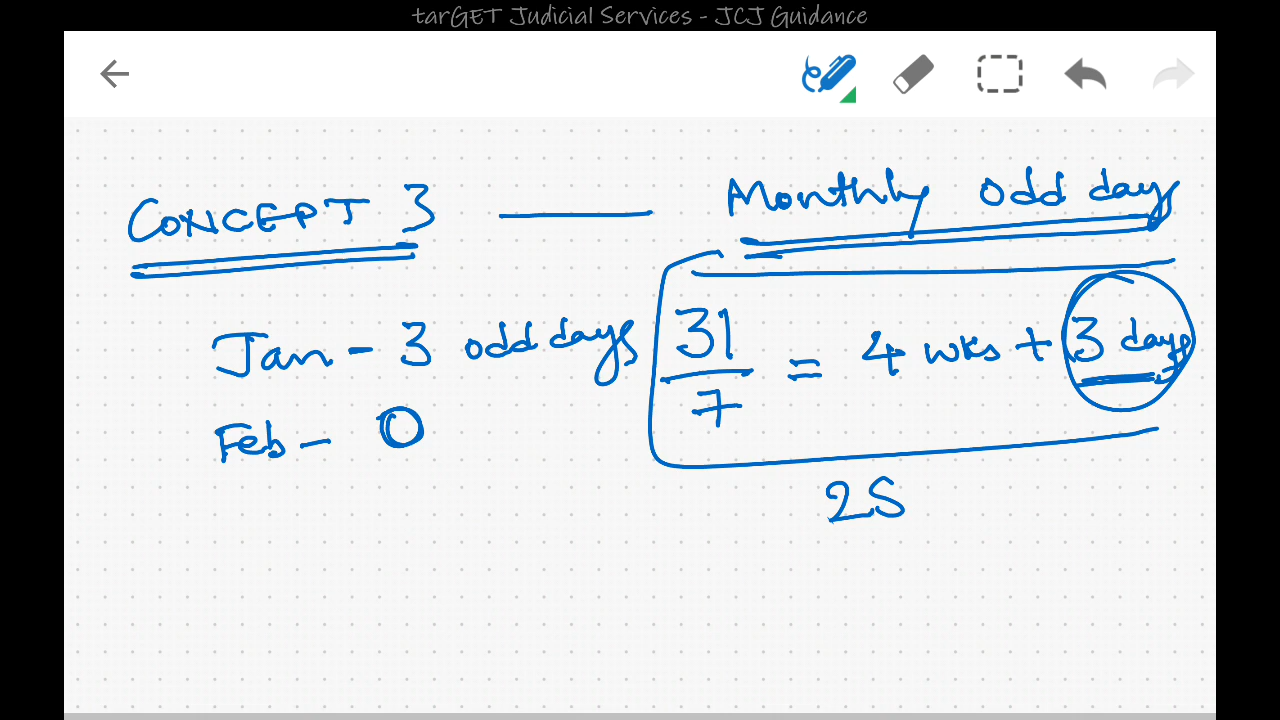 tarGET Judicial Services - JCJ Guidance
CONCEPT 3 — Monthly odd days
Jan - 3 odd days 31/7 = 4 wks + 3 days
Feb - 0
2S